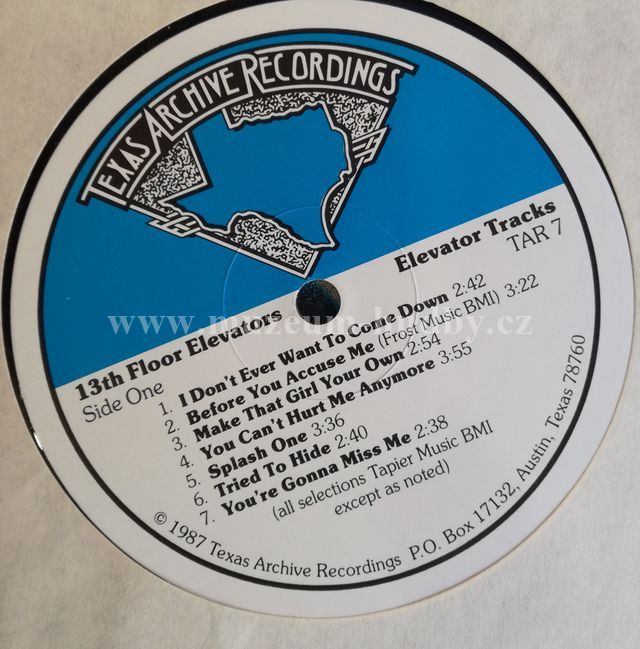 TEXAS ARCHIVE RECORDINGS
Elevator Tracks
TAR 7
13th Floor Elevators
Side One
1. I Don't Ever Want To Come Down 2:42
2. Before You Accuse Me (Frost Music BMI) 3:22
3. Make That Girl Your Own 2:54
4. You Can't Hurt Me Anymore 3:55
5. Splash One 3:36
6. Tried To Hide 2:40
7. You're Gonna Miss Me 2:38
(all selections Tapier Music BMI
except as noted)
© 1987 Texas Archive Recordings P.O. Box 17132, Austin, Texas 78760